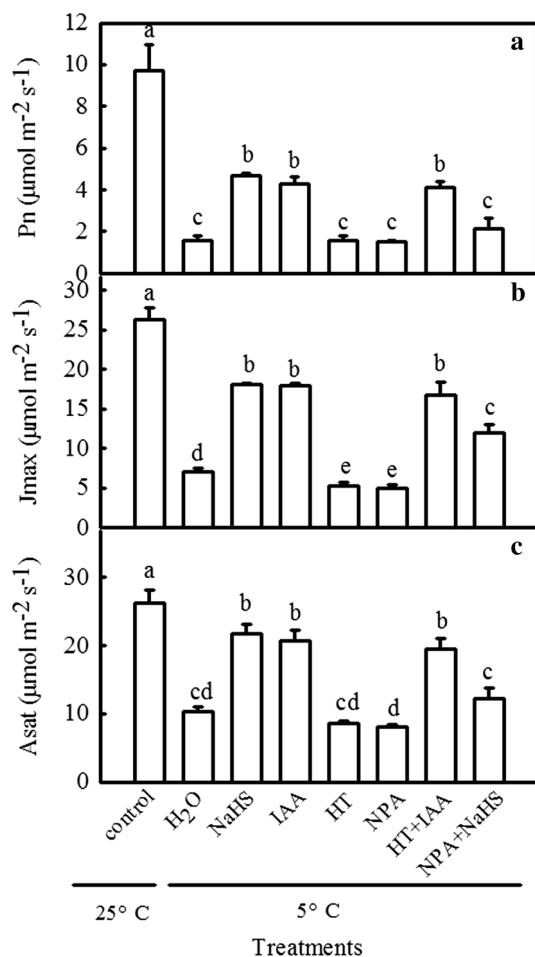 12
10
8
6
4
2
0
Pn (μmol m⁻² s⁻¹)
a
a
c
b
b
c
c
b
c
30
25
20
15
10
5
0
Jmax (μmol m⁻² s⁻¹)
b
a
d
b
b
e
e
b
c
30
20
10
0
Asat (μmol m⁻² s⁻¹)
c
a
cd
b
b
cd
d
b
c
control
H₂O
NaHS
IAA
HT
NPA
HT+IAA
NPA+NaHS
25° C
5° C
Treatments